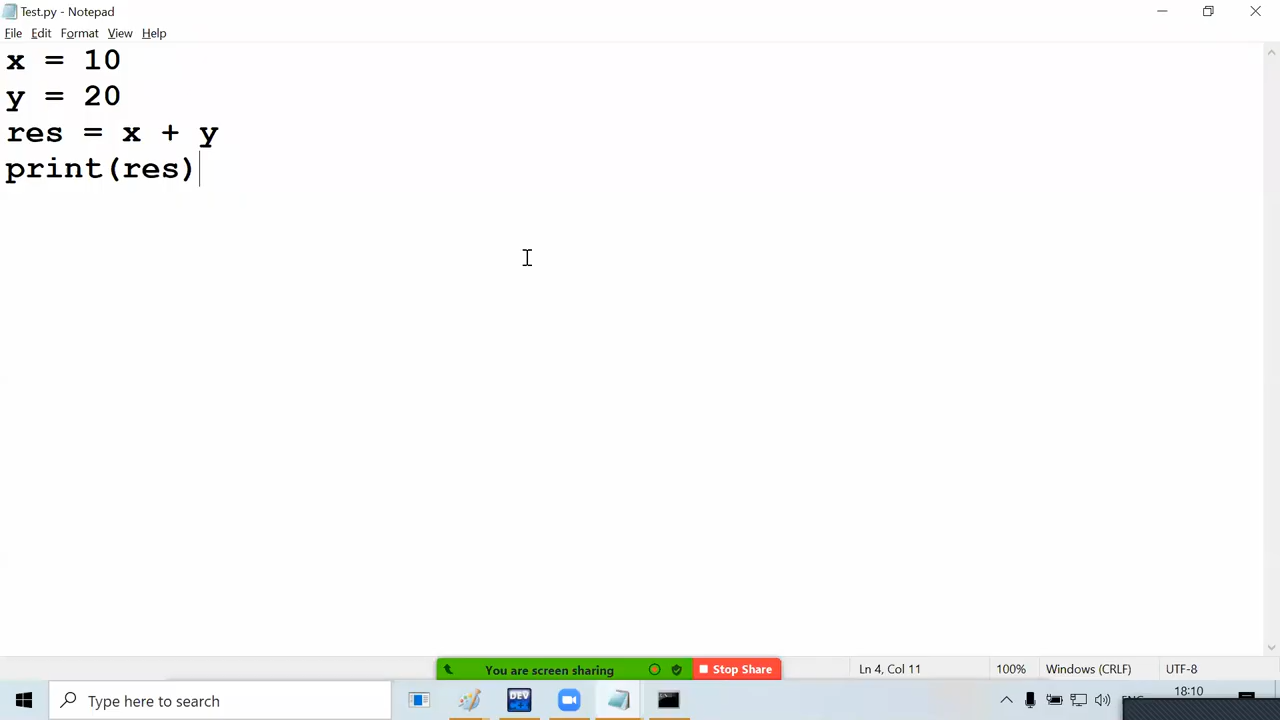 Test.py - Notepad
File Edit Format View Help
x = 10
y = 20
res = x + y
print(res)
You are screen sharing Stop Share
Ln 4, Col 11 100% Windows (CRLF) UTF-8
DEV
Type here to search
18:10